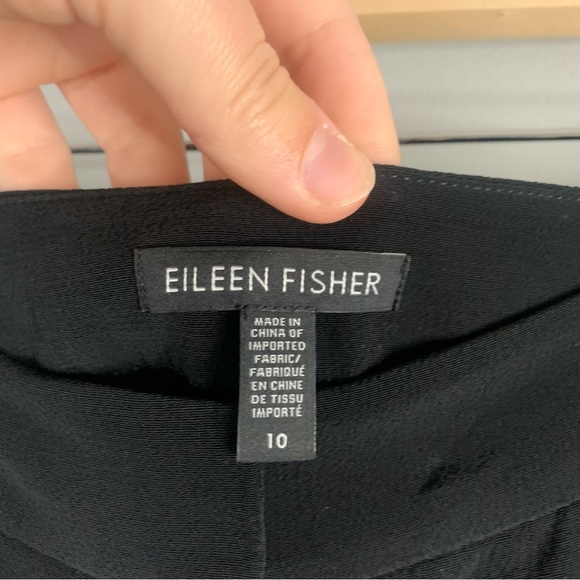 EILEEN FISHER
MADE IN
CHINA OF
IMPORTED
FABRIC/
FABRIQUÉ
EN CHINE
DE TISSU
IMPORTÉ
10